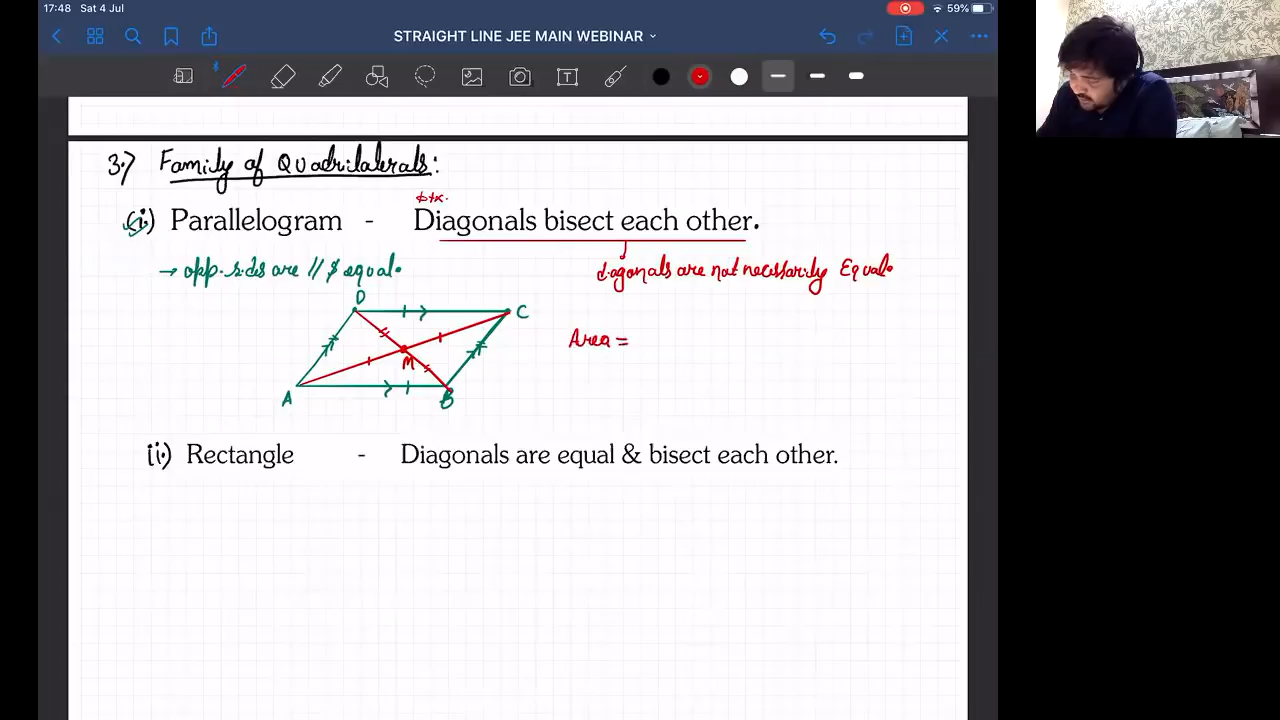 17:48 Sat 4 Jul
59%
STRAIGHT LINE JEE MAIN WEBINAR
T
3.) Family of Quadrilaterals:
(i) Parallelogram - Diagonals bisect each other.
→ opp. sides are // & equal.
diagonals are not necessarily Equal.
D
C
M
A
B
Area =
ii) Rectangle - Diagonals are equal & bisect each other.